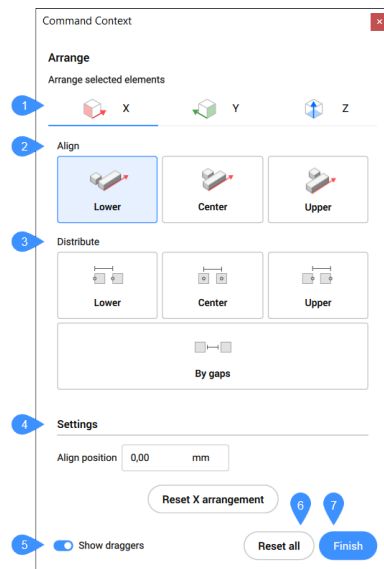 Command Context
×
Arrange
Arrange selected elements
1
X Y Z
2
Align
Lower Center Upper
3
Distribute
Lower Center Upper
By gaps
4
Settings
Align position 0,00 mm
Reset X arrangement
6 7
5
Show draggers Reset all Finish